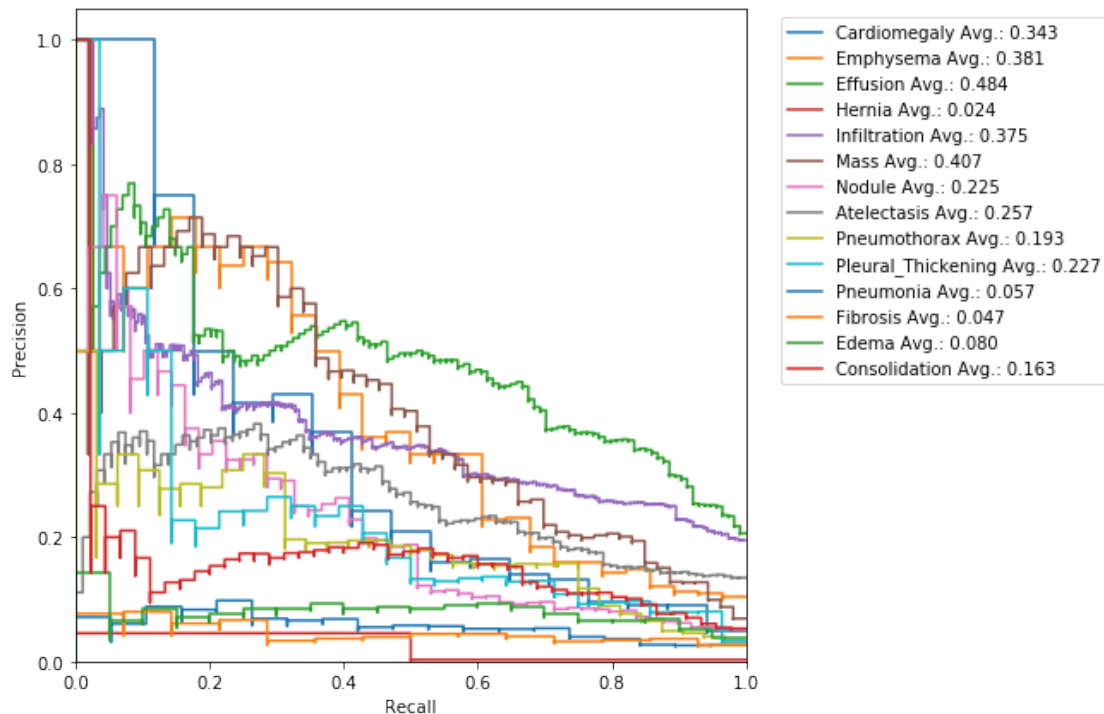 1.0
0.8
0.6
0.4
0.2
0.0
Precision
0.0 0.2 0.4 0.6 0.8 1.0
Recall
Cardiomegaly Avg.: 0.343
Emphysema Avg.: 0.381
Effusion Avg.: 0.484
Hernia Avg.: 0.024
Infiltration Avg.: 0.375
Mass Avg.: 0.407
Nodule Avg.: 0.225
Atelectasis Avg.: 0.257
Pneumothorax Avg.: 0.193
Pleural_Thickening Avg.: 0.227
Pneumonia Avg.: 0.057
Fibrosis Avg.: 0.047
Edema Avg.: 0.080
Consolidation Avg.: 0.163